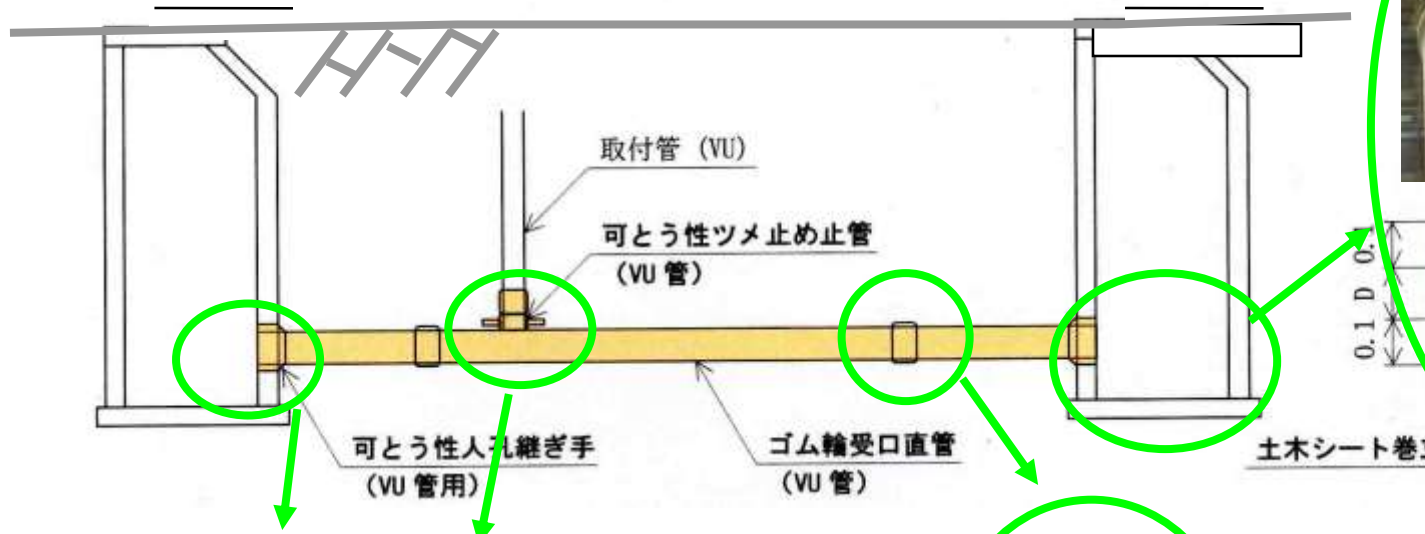 取付管 (VU)
可とう性ツメ止め止管
(VU 管)
0.1 D
可とう性人孔継ぎ手
(VU 管用)
ゴム輪受口直管
(VU 管)
土木シート巻